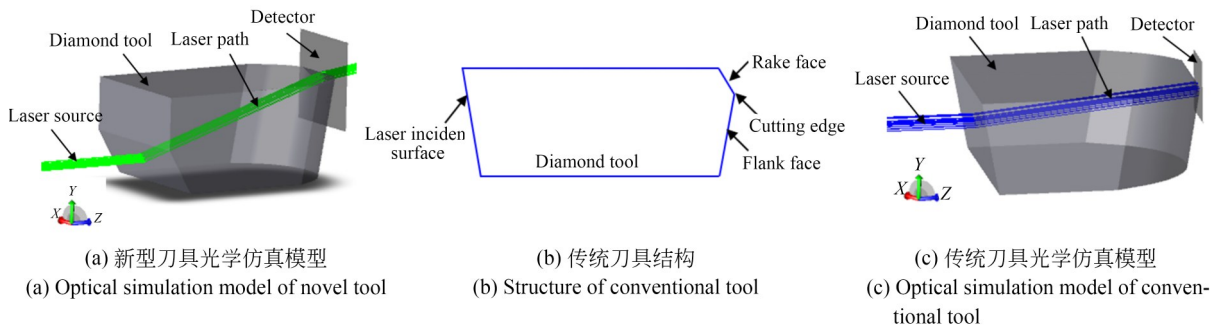 Detector
Diamond tool
Laser path
Laser source
Y
X
Z
(a) 新型刀具光学仿真模型
(a) Optical simulation model of novel tool
Rake face
Cutting edge
Flank face
Laser inciden
surface
Diamond tool
(b) 传统刀具结构
(b) Structure of conventional tool
Detector
Diamond tool
Laser path
Laser source
Y
X
Z
(c) 传统刀具光学仿真模型
(c) Optical simulation model of conven-
tional tool